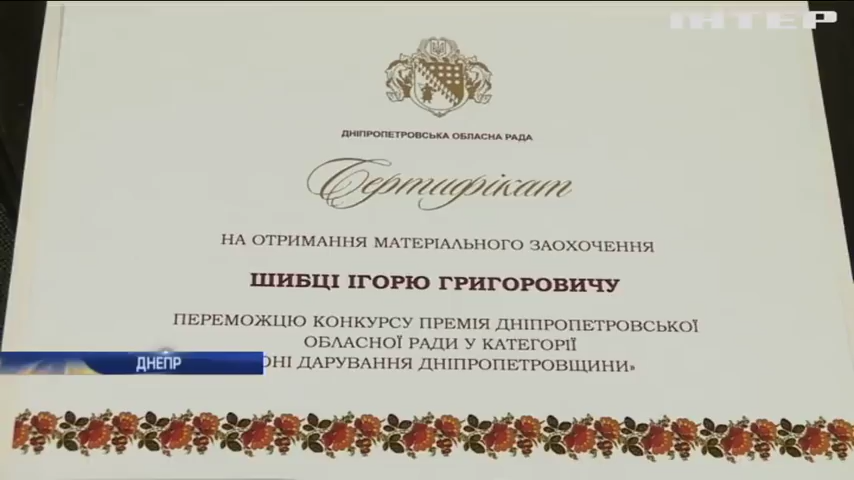 ІНТЕР
ДНІПРОПЕТРОВСЬКА ОБЛАСНА РАДА
Сертифікат
НА ОТРИМАННЯ МАТЕРІАЛЬНОГО ЗАОХОЧЕННЯ
ШИБЦІ ІГОРЮ ГРИГОРОВИЧУ
ПЕРЕМОЖЦЮ КОНКУРСУ ПРЕМІЯ ДНІПРОПЕТРОВСЬКОЇ
ОБЛАСНОЇ РАДИ У КАТЕГОРІЇ
ДАРУВАННЯ ДНІПРОПЕТРОВЩИНИ»
ДНЕПР